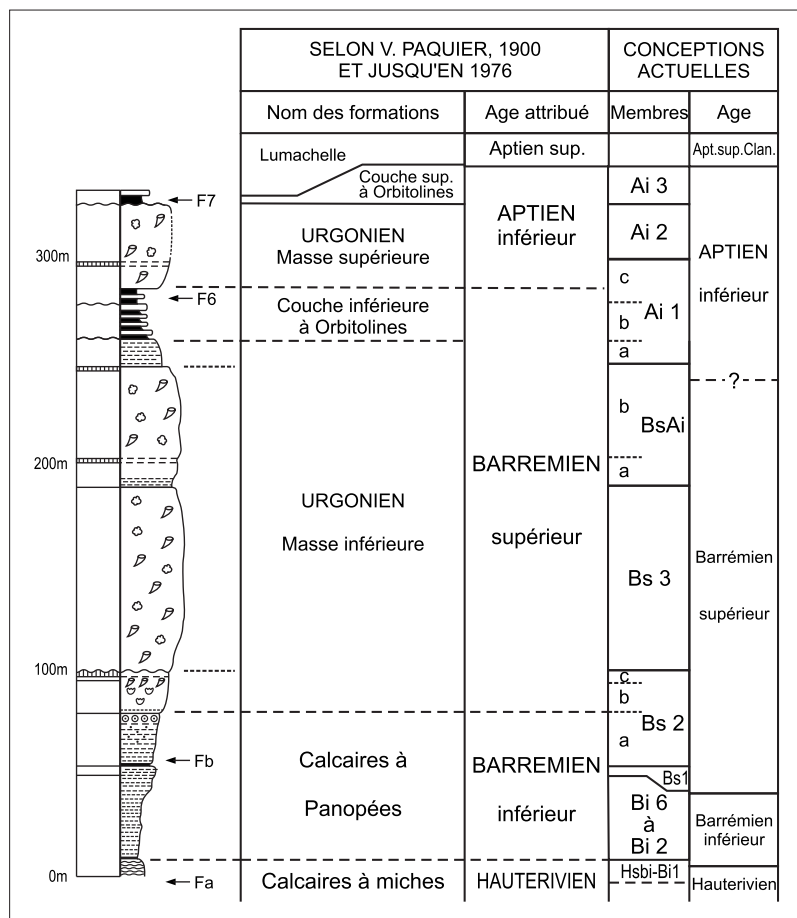 SELON V. PAQUIER, 1900
ET JUSQU'EN 1976
CONCEPTIONS
ACTUELLES
Nom des formations
Age attribué
Membres
Age
Lumachelle
Aptien sup.
Apt.sup.Clan.
Couche sup.
à Orbitolines
F7
Ai 3
URGONIEN
Masse supérieure
APTIEN
inférieur
Ai 2
APTIEN
inférieur
300m
F6
Couche inférieure
à Orbitolines
c
b
a
Ai 1
?
b
a
BsAi
200m
URGONIEN
Masse inférieure
BARREMIEN
supérieur
Bs 3
Barrémien
supérieur
100m
c
b
a
Bs 2
Fb
Calcaires à
Panopées
BARREMIEN
inférieur
Bs1
Bi 6
à
Bi 2
Barrémien
inférieur
0m
Fa
Calcaires à miches
HAUTERIVIEN
Hsbi-Bi1
Hauterivien